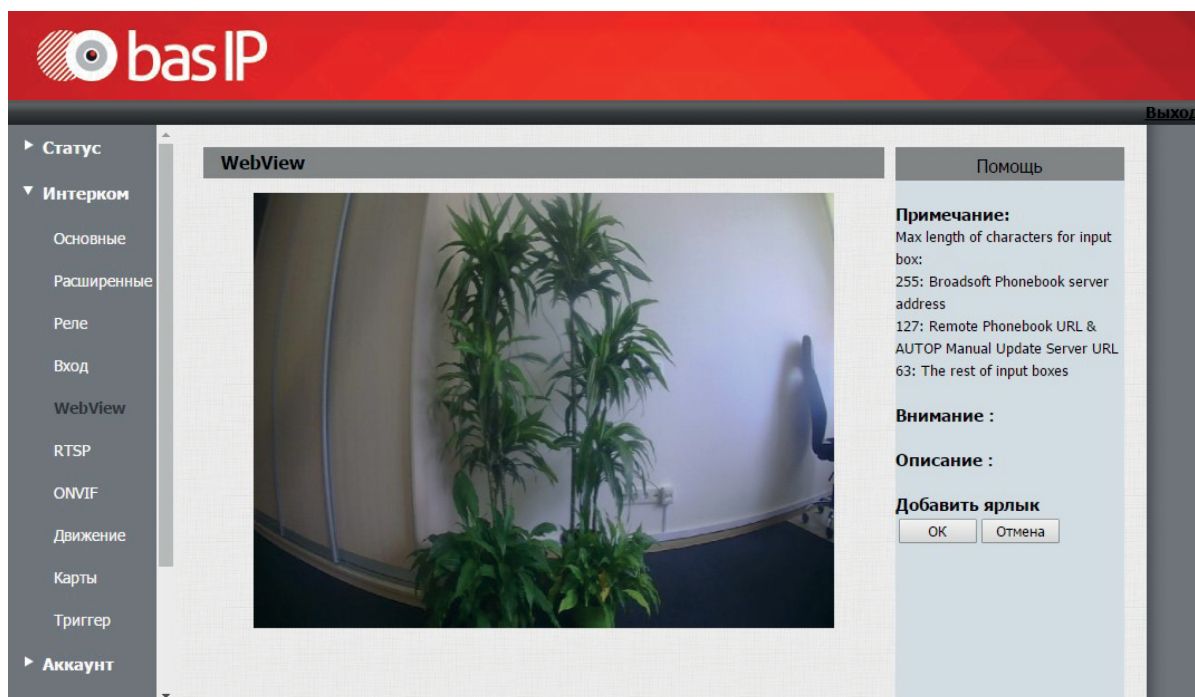 bas IP
Выход
Статус
Интерком
Основные
Расширенные
Реле
Вход
WebView
RTSP
ONVIF
Движение
Карты
Триггер
Аккаунт
WebView
Помощь
Примечание:
Max length of characters for input
box:
255: Broadsoft Phonebook server
address
127: Remote Phonebook URL &
AUTOP Manual Update Server URL
63: The rest of input boxes
Внимание :
Описание :
Добавить ярлык
ОК Отмена